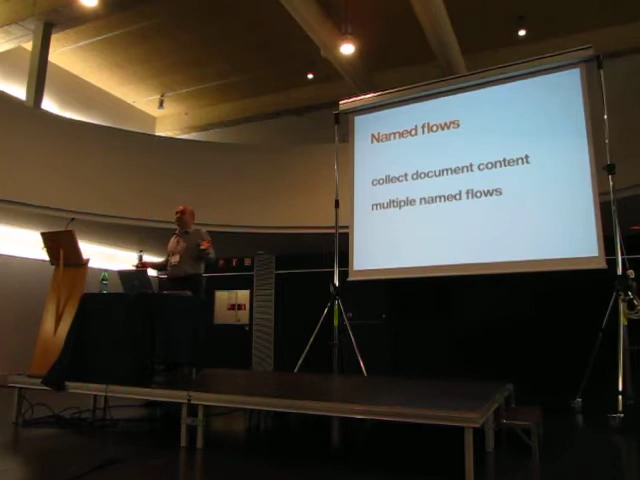 Named flows
collect document content
multiple named flows